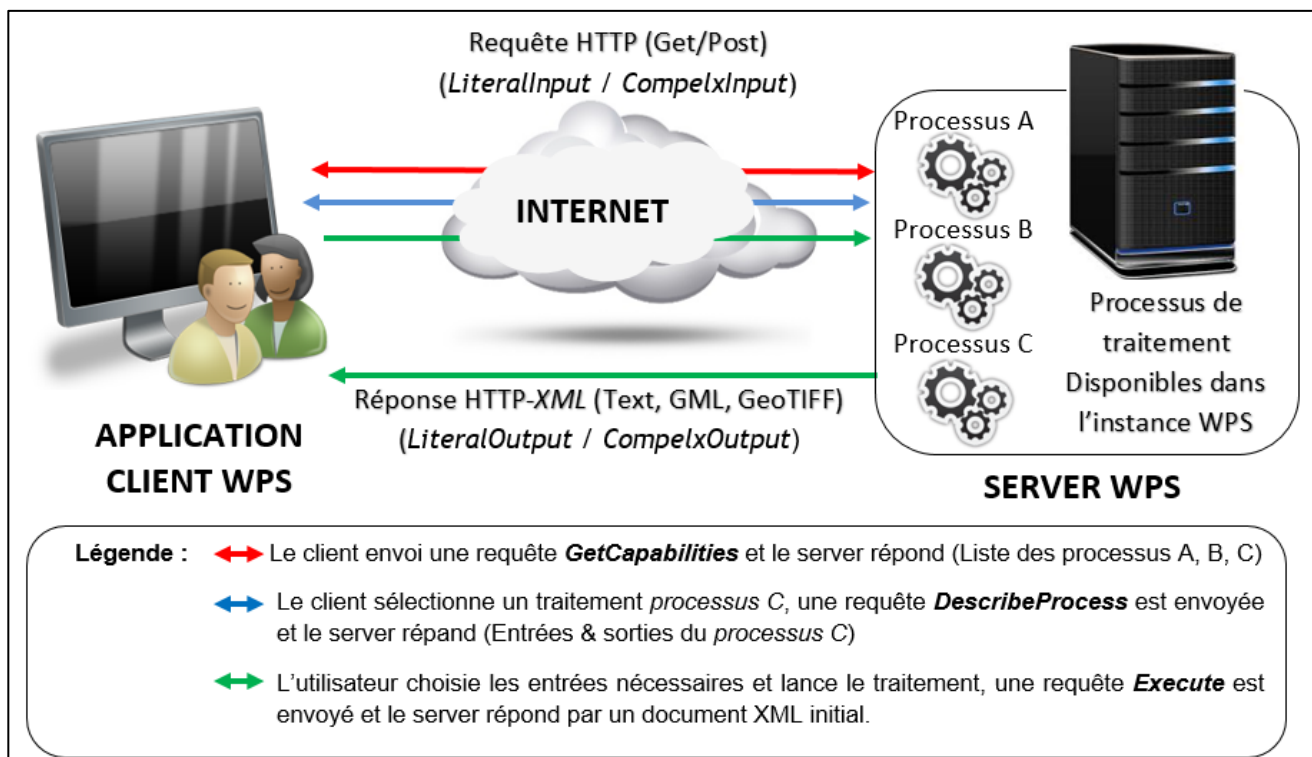 Requête HTTP (Get/Post)
(LiteralInput / CompelxInput)
INTERNET
Processus A
Processus B
Processus C
Processus de
traitement
Disponibles dans
l'instance WPS
Réponse HTTP-XML (Text, GML, GeoTIFF)
(LiteralOutput / CompelxOutput)
APPLICATION
CLIENT WPS
SERVER WPS
Légende : Le client envoi une requête GetCapabilities et le server répond (Liste des processus A, B, C)
Le client sélectionne un traitement processus C, une requête DescribeProcess est envoyée
et le server répand (Entrées & sorties du processus C)
L'utilisateur choisie les entrées nécessaires et lance le traitement, une requête Execute est
envoyé et le server répond par un document XML initial.